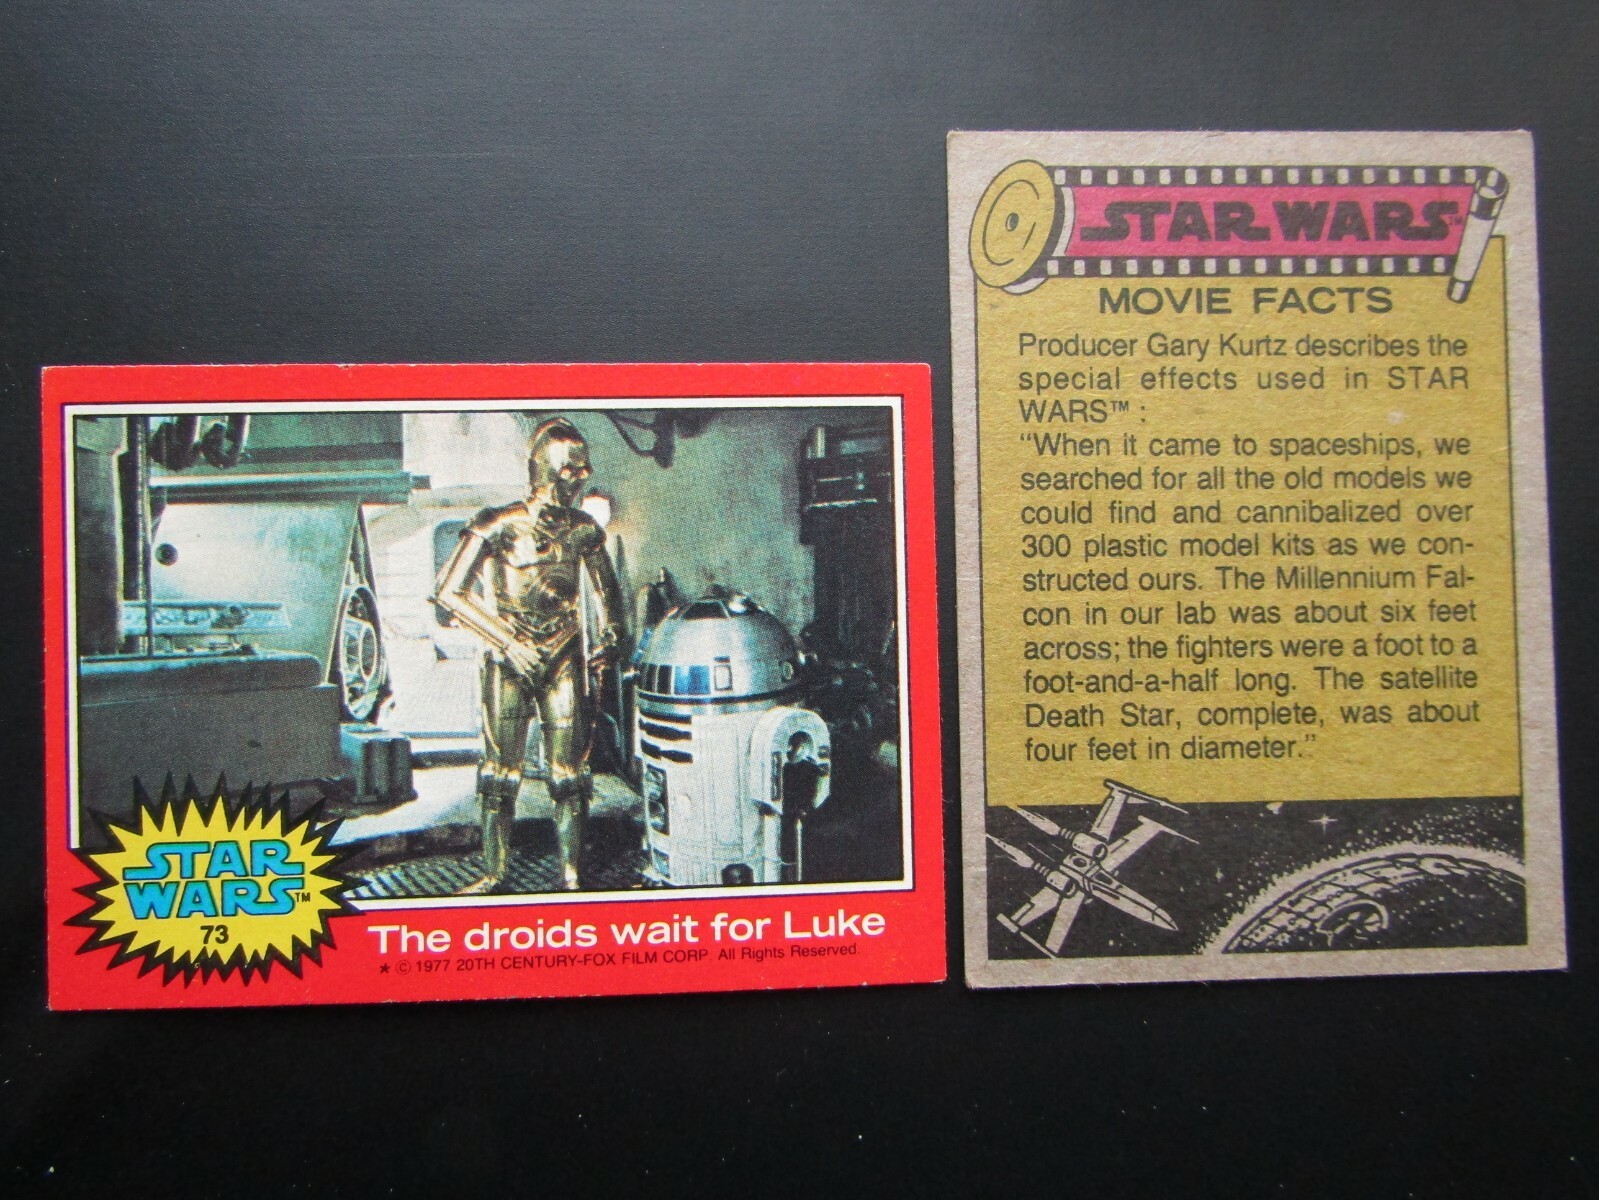 STAR
WARS™
73
The droids wait for Luke
★ © 1977 20TH CENTURY-FOX FILM CORP. All Rights Reserved.
STAR WARS™
MOVIE FACTS
Producer Gary Kurtz describes the
special effects used in STAR
WARS™ :
“When it came to spaceships, we
searched for all the old models we
could find and cannibalized over
300 plastic model kits as we con-
structed ours. The Millennium Fal-
con in our lab was about six feet
across; the fighters were a foot to a
foot-and-a-half long. The satellite
Death Star, complete, was about
four feet in diameter.”